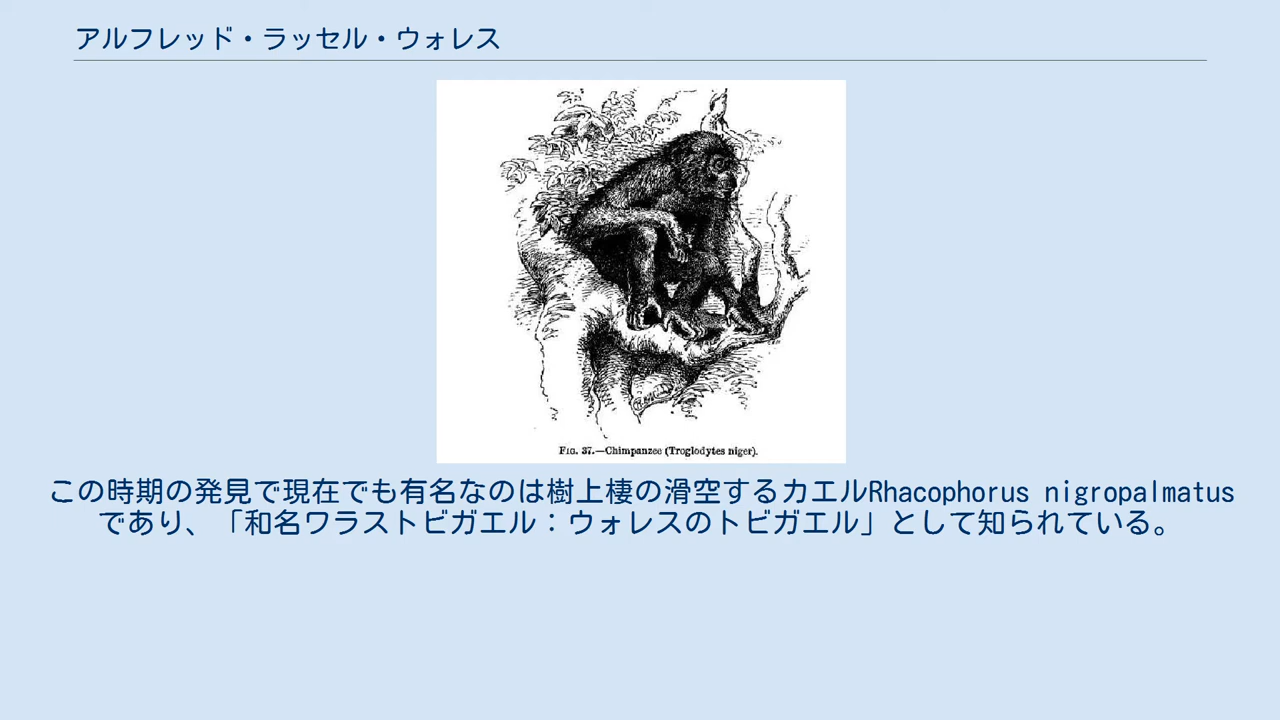 アルフレッド・ラッセル・ウォレス
FIG. 37.—Chimpanzee (Troglodytes niger).
この時期の発見で現在でも有名なのは樹上棲の滑空するカエルRhacophorus nigropalmatus
であり、「和名ワラストビガエル：ウォレスのトビガエル」として知られている。